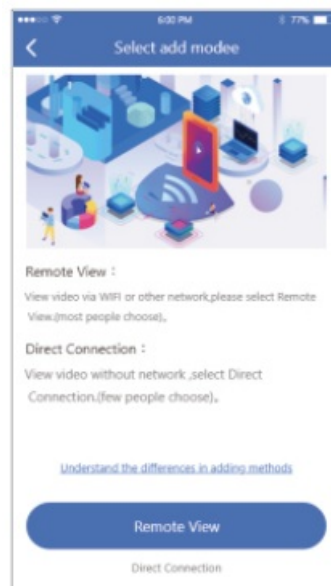 6:00 PM
77%
Select add modee
Remote View：
View video via WIFI or other network,please select Remote
View.(most people choose)。
Direct Connection：
View video without network ,select Direct
Connection.(few people choose)。
Understand the differences in adding methods
Remote View
Direct Connection